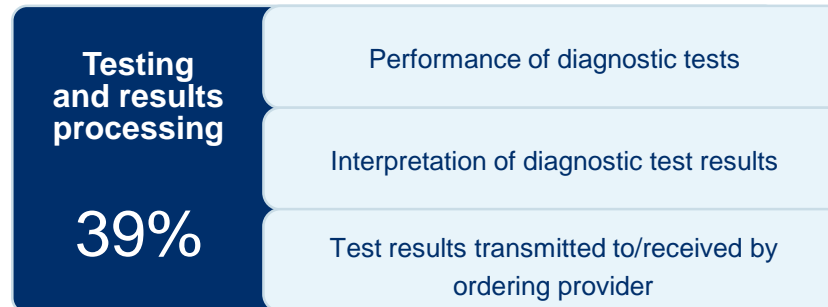 Testing
and results
processing
39%
Performance of diagnostic tests
Interpretation of diagnostic test results
Test results transmitted to/received by
ordering provider